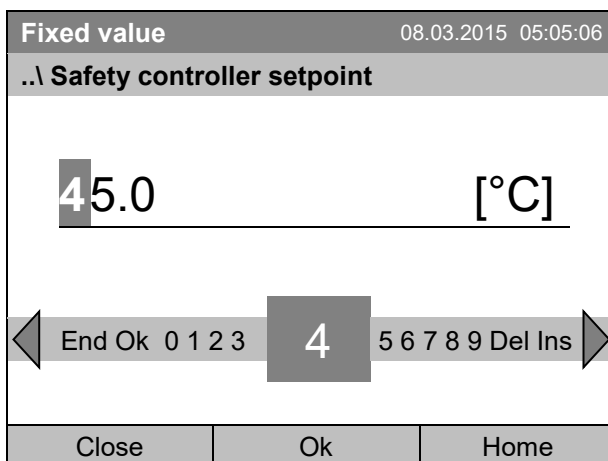 Fixed value 08.03.2015 05:05:06
..\ Safety controller setpoint
45.0 [°C]
End Ok 0 1 2 3 4 5 6 7 8 9 Del Ins
Close Ok Home